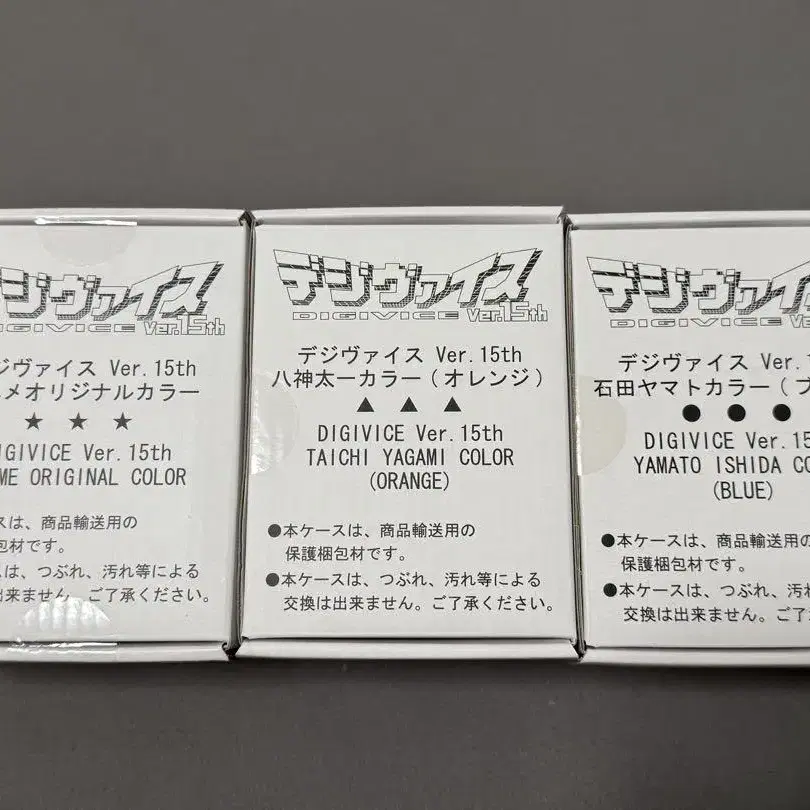 ジヴァイス
DIGIVICE Ver.15th
ジヴァイス Ver.15th
メオリジナルカラー
★ ★ ★
IGIVICE Ver.15th
ME ORIGINAL COLOR
スは、商品輸送用の
包材です。
スは、つぶれ、汚れ等による
出来ません。ご了承ください。
デジヴァイス
DIGIVICE Ver.15th
デジヴァイス Ver.15th
八神太一カラー(オレンジ)
▲ ▲ ▲
DIGIVICE Ver.15th
TAICHI YAGAMI COLOR
(ORANGE)
●本ケースは、商品輸送用の
保護梱包材です。
●本ケースは、つぶれ、汚れ等による
交換は出来ません。ご了承ください。
デジヴァイス
DIGIVICE Ve
デジヴァイス Ver.
石田ヤマトカラー(ブ
● ● ●
DIGIVICE Ver.15
YAMATO ISHIDA CO
(BLUE)
●本ケースは、商品輸送用の
保護梱包材です。
●本ケースは、つぶれ、汚れ
交換は出来ません。ご了